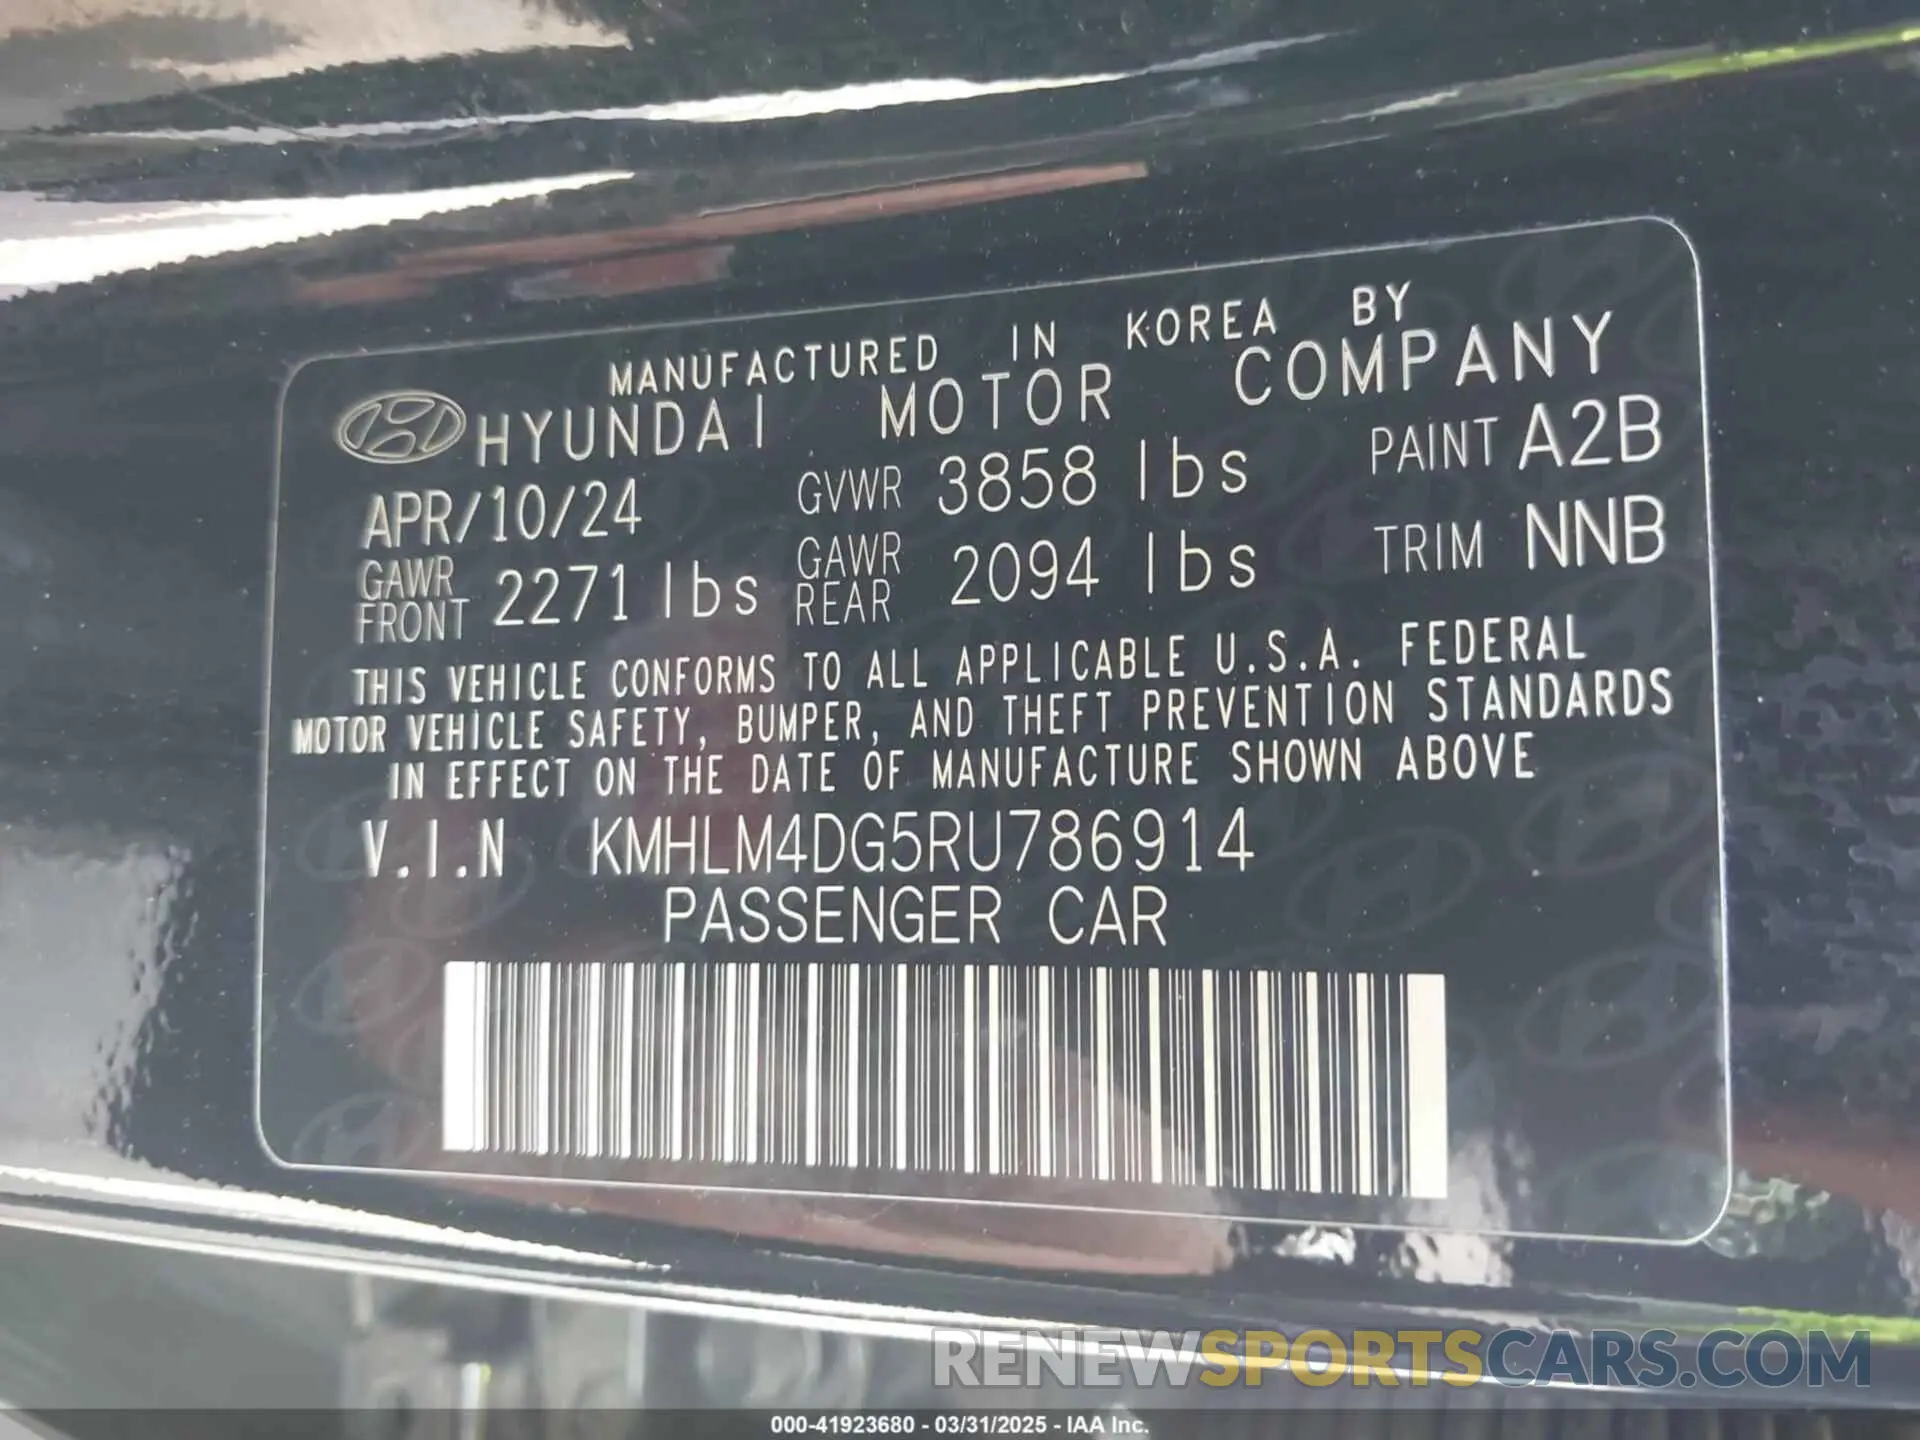 MANUFACTURED IN KOREA BY
HYUNDAI MOTOR COMPANY
APR/10/24 GVWR 3858 lbs PAINT A2B
GAWR FRONT 2271 lbs GAWR REAR 2094 lbs TRIM NNB
THIS VEHICLE CONFORMS TO ALL APPLICABLE U.S.A. FEDERAL
MOTOR VEHICLE SAFETY, BUMPER, AND THEFT PREVENTION STANDARDS
IN EFFECT ON THE DATE OF MANUFACTURE SHOWN ABOVE
V.I.N KMHLM4DG5RU786914
PASSENGER CAR
RENEWSPORTSCARS.COM
000-41923680 - 03/31/2025 - IAA Inc.